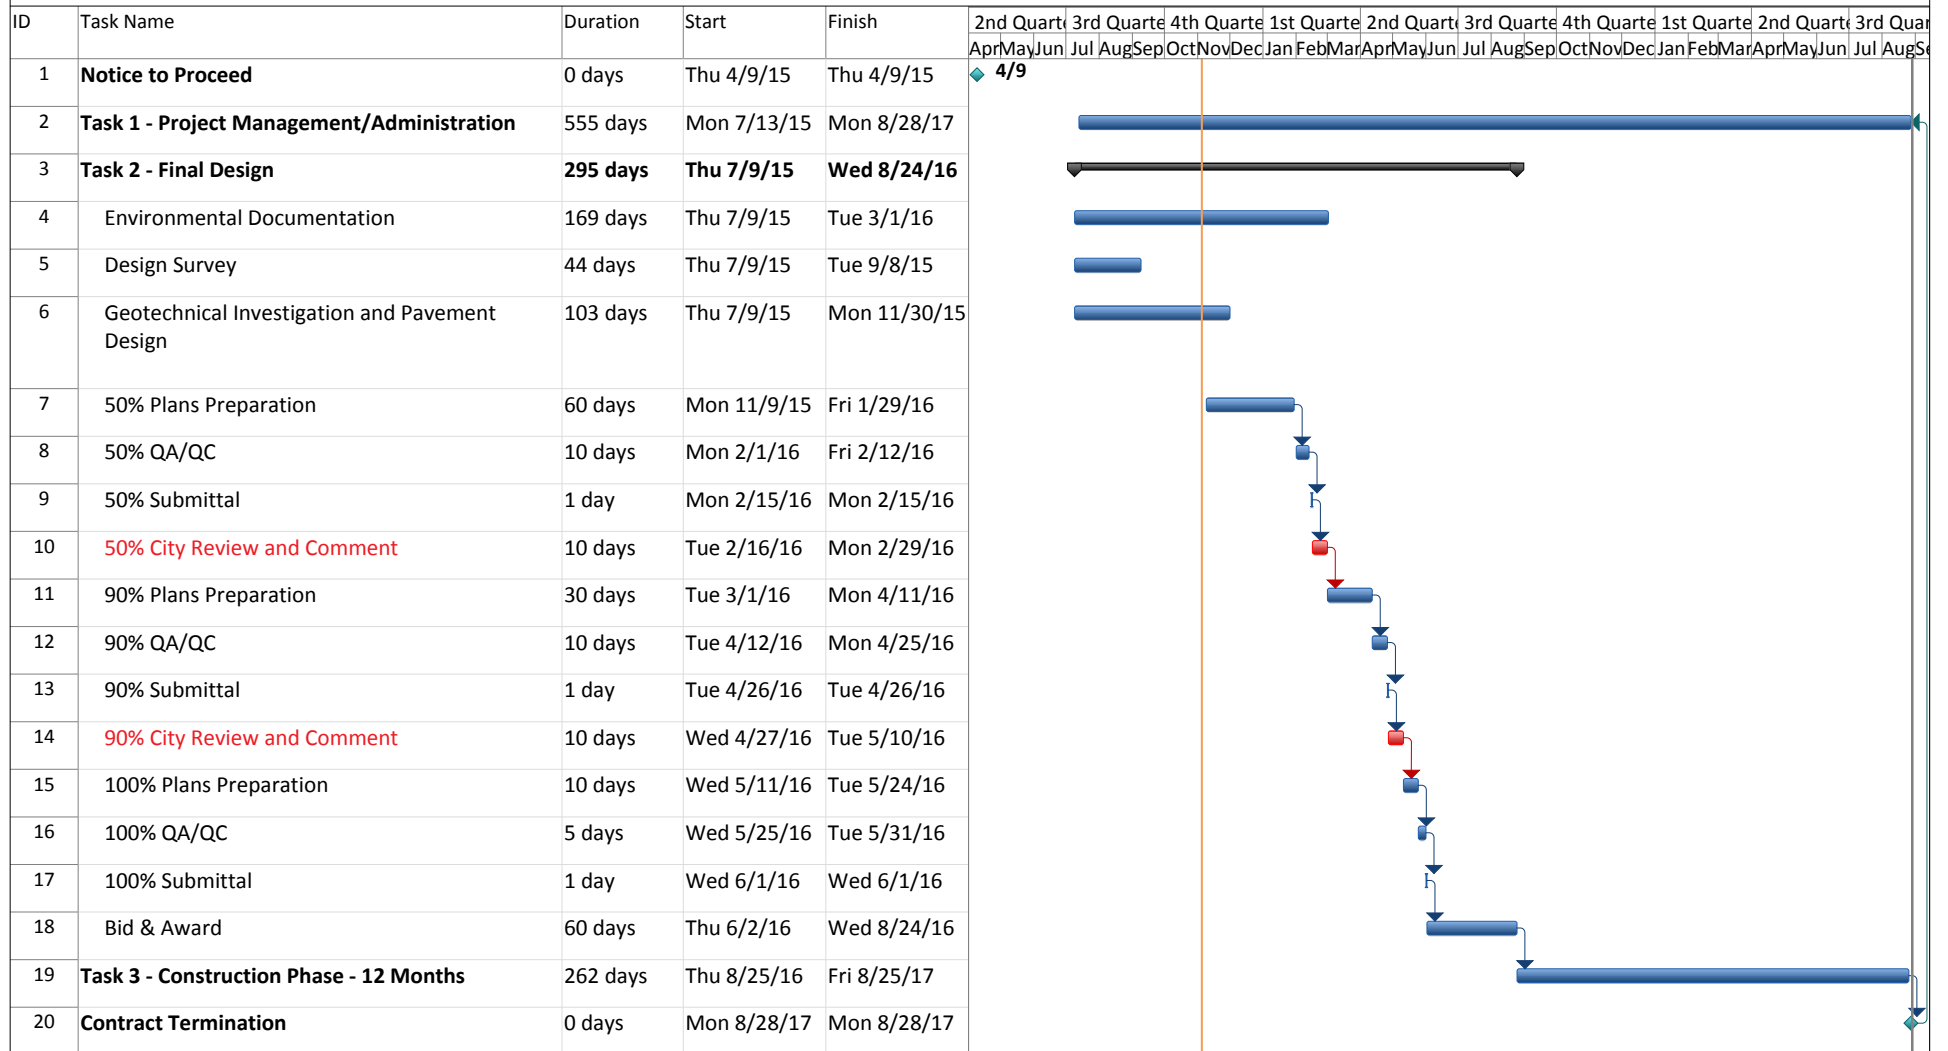 ID Task Name Duration Start Finish 2nd Quarte 3rd Quarte 4th Quarte 1st Quarte 2nd Quarte 3rd Quarte 4th Quarte 1st Quarte 2nd Quarte 3rd Quar
Apr May Jun Jul Aug Sep Oct Nov Dec Jan Feb Mar Apr May Jun Jul Aug Sep Oct Nov Dec Jan Feb Mar Apr May Jun Jul Aug Se
1 Notice to Proceed 0 days Thu 4/9/15 Thu 4/9/15 4/9
2 Task 1 - Project Management/Administration 555 days Mon 7/13/15 Mon 8/28/17
3 Task 2 - Final Design 295 days Thu 7/9/15 Wed 8/24/16
4 Environmental Documentation 169 days Thu 7/9/15 Tue 3/1/16
5 Design Survey 44 days Thu 7/9/15 Tue 9/8/15
6 Geotechnical Investigation and Pavement 103 days Thu 7/9/15 Mon 11/30/15
Design
7 50% Plans Preparation 60 days Mon 11/9/15 Fri 1/29/16
8 50% QA/QC 10 days Mon 2/1/16 Fri 2/12/16
9 50% Submittal 1 day Mon 2/15/16 Mon 2/15/16
10 50% City Review and Comment 10 days Tue 2/16/16 Mon 2/29/16
11 90% Plans Preparation 30 days Tue 3/1/16 Mon 4/11/16
12 90% QA/QC 10 days Tue 4/12/16 Mon 4/25/16
13 90% Submittal 1 day Tue 4/26/16 Tue 4/26/16
14 90% City Review and Comment 10 days Wed 4/27/16 Tue 5/10/16
15 100% Plans Preparation 10 days Wed 5/11/16 Tue 5/24/16
16 100% QA/QC 5 days Wed 5/25/16 Tue 5/31/16
17 100% Submittal 1 day Wed 6/1/16 Wed 6/1/16
18 Bid & Award 60 days Thu 6/2/16 Wed 8/24/16
19 Task 3 - Construction Phase - 12 Months 262 days Thu 8/25/16 Fri 8/25/17
20 Contract Termination 0 days Mon 8/28/17 Mon 8/28/17